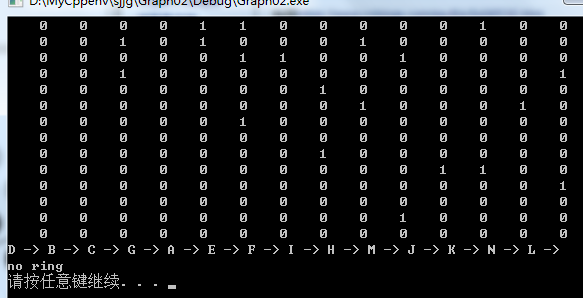 D:\MyCppenv\sjjg\Graph02\Debug\Graph02.exe
0 0 0 0 1 1 0 0 0 0 0 1 0 0
0 0 1 0 1 0 0 0 1 0 0 0 0 0
0 0 0 0 0 1 1 0 0 1 0 0 0 0
0 0 1 0 0 0 0 0 0 0 0 0 0 1
0 0 0 0 0 0 0 1 0 0 0 0 0 0
0 0 0 0 0 0 0 0 1 0 0 0 1 0
0 0 0 0 0 1 0 0 0 0 0 0 0 0
0 0 0 0 0 0 0 0 0 0 0 0 0 0
0 0 0 0 0 0 0 1 0 0 0 0 0 0
0 0 0 0 0 0 0 0 0 0 1 1 0 0
0 0 0 0 0 0 0 0 0 0 0 0 0 1
0 0 0 0 0 0 0 0 0 0 0 0 0 0
0 0 0 0 0 0 0 0 0 1 0 0 0 0
0 0 0 0 0 0 0 0 0 0 0 0 0 0
D -> B -> C -> G -> A -> E -> F -> I -> H -> M -> J -> K -> N -> L ->
no ring
请按任意键继续. . .